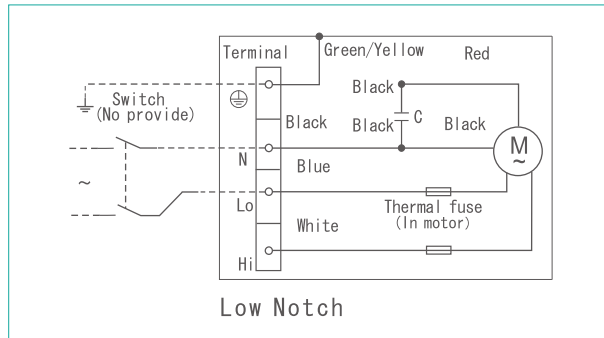 Terminal
Green/Yellow
Red
Black
Switch
(No provide)
Black
Black
C
Black
N
Blue
M
~
~
Lo
Thermal fuse
(In motor)
White
Hi
Low Notch